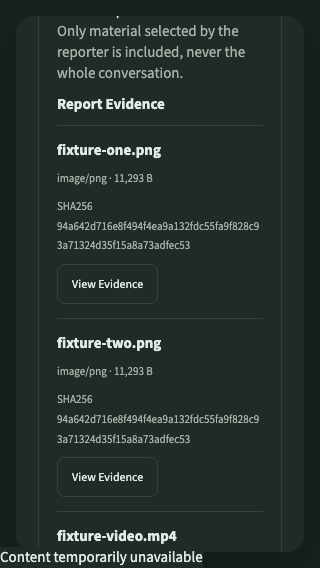 Only material selected by the
reporter is included, never the
whole conversation.
Report Evidence
fixture-one.png
image/png · 11,293 B
SHA256
94a642d716e8f494f4ea9a132fdc55fa9f828c9
3a71324d35f15a8a73adfec53
View Evidence
fixture-two.png
image/png · 11,293 B
SHA256
94a642d716e8f494f4ea9a132fdc55fa9f828c9
3a71324d35f15a8a73adfec53
View Evidence
fixture-video.mp4
Content temporarily unavailable